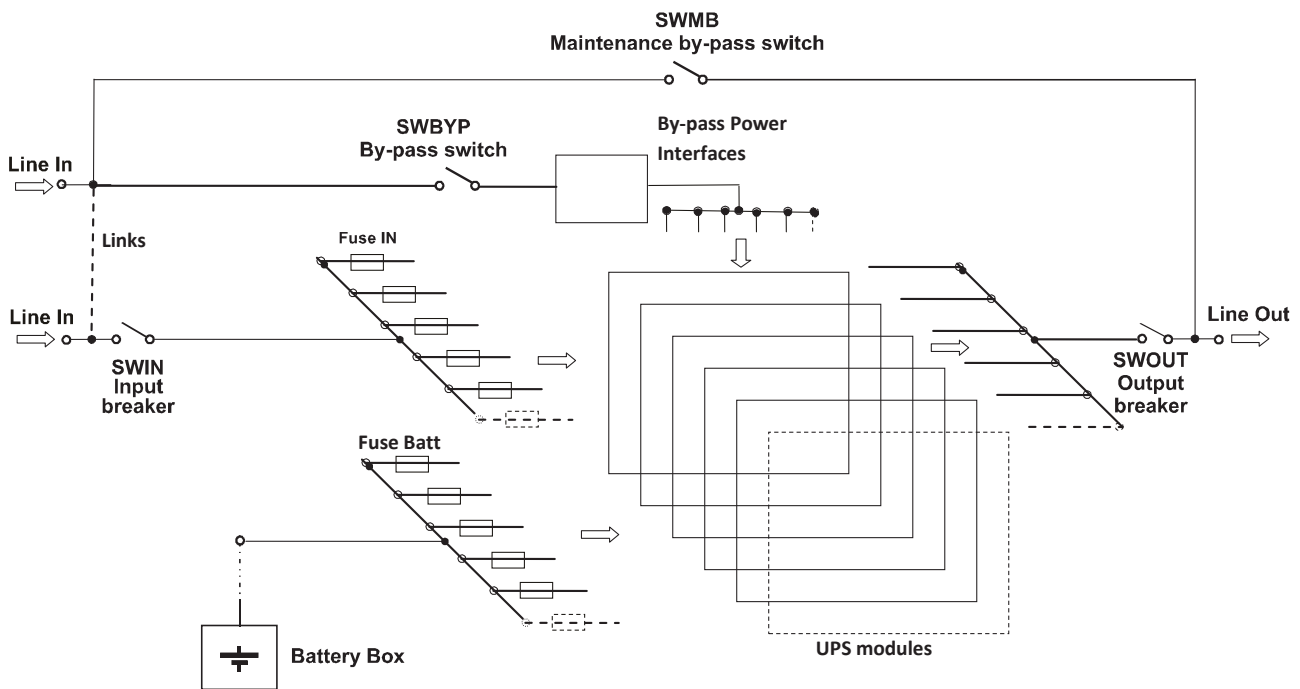 SWMB
Maintenance by-pass switch
SWBYP
By-pass switch
By-pass Power
Interfaces
Line In
Links
Fuse IN
Line In
SWIN
Input
breaker
Line Out
SWOUT
Output
breaker
Fuse Batt
Battery Box
UPS modules